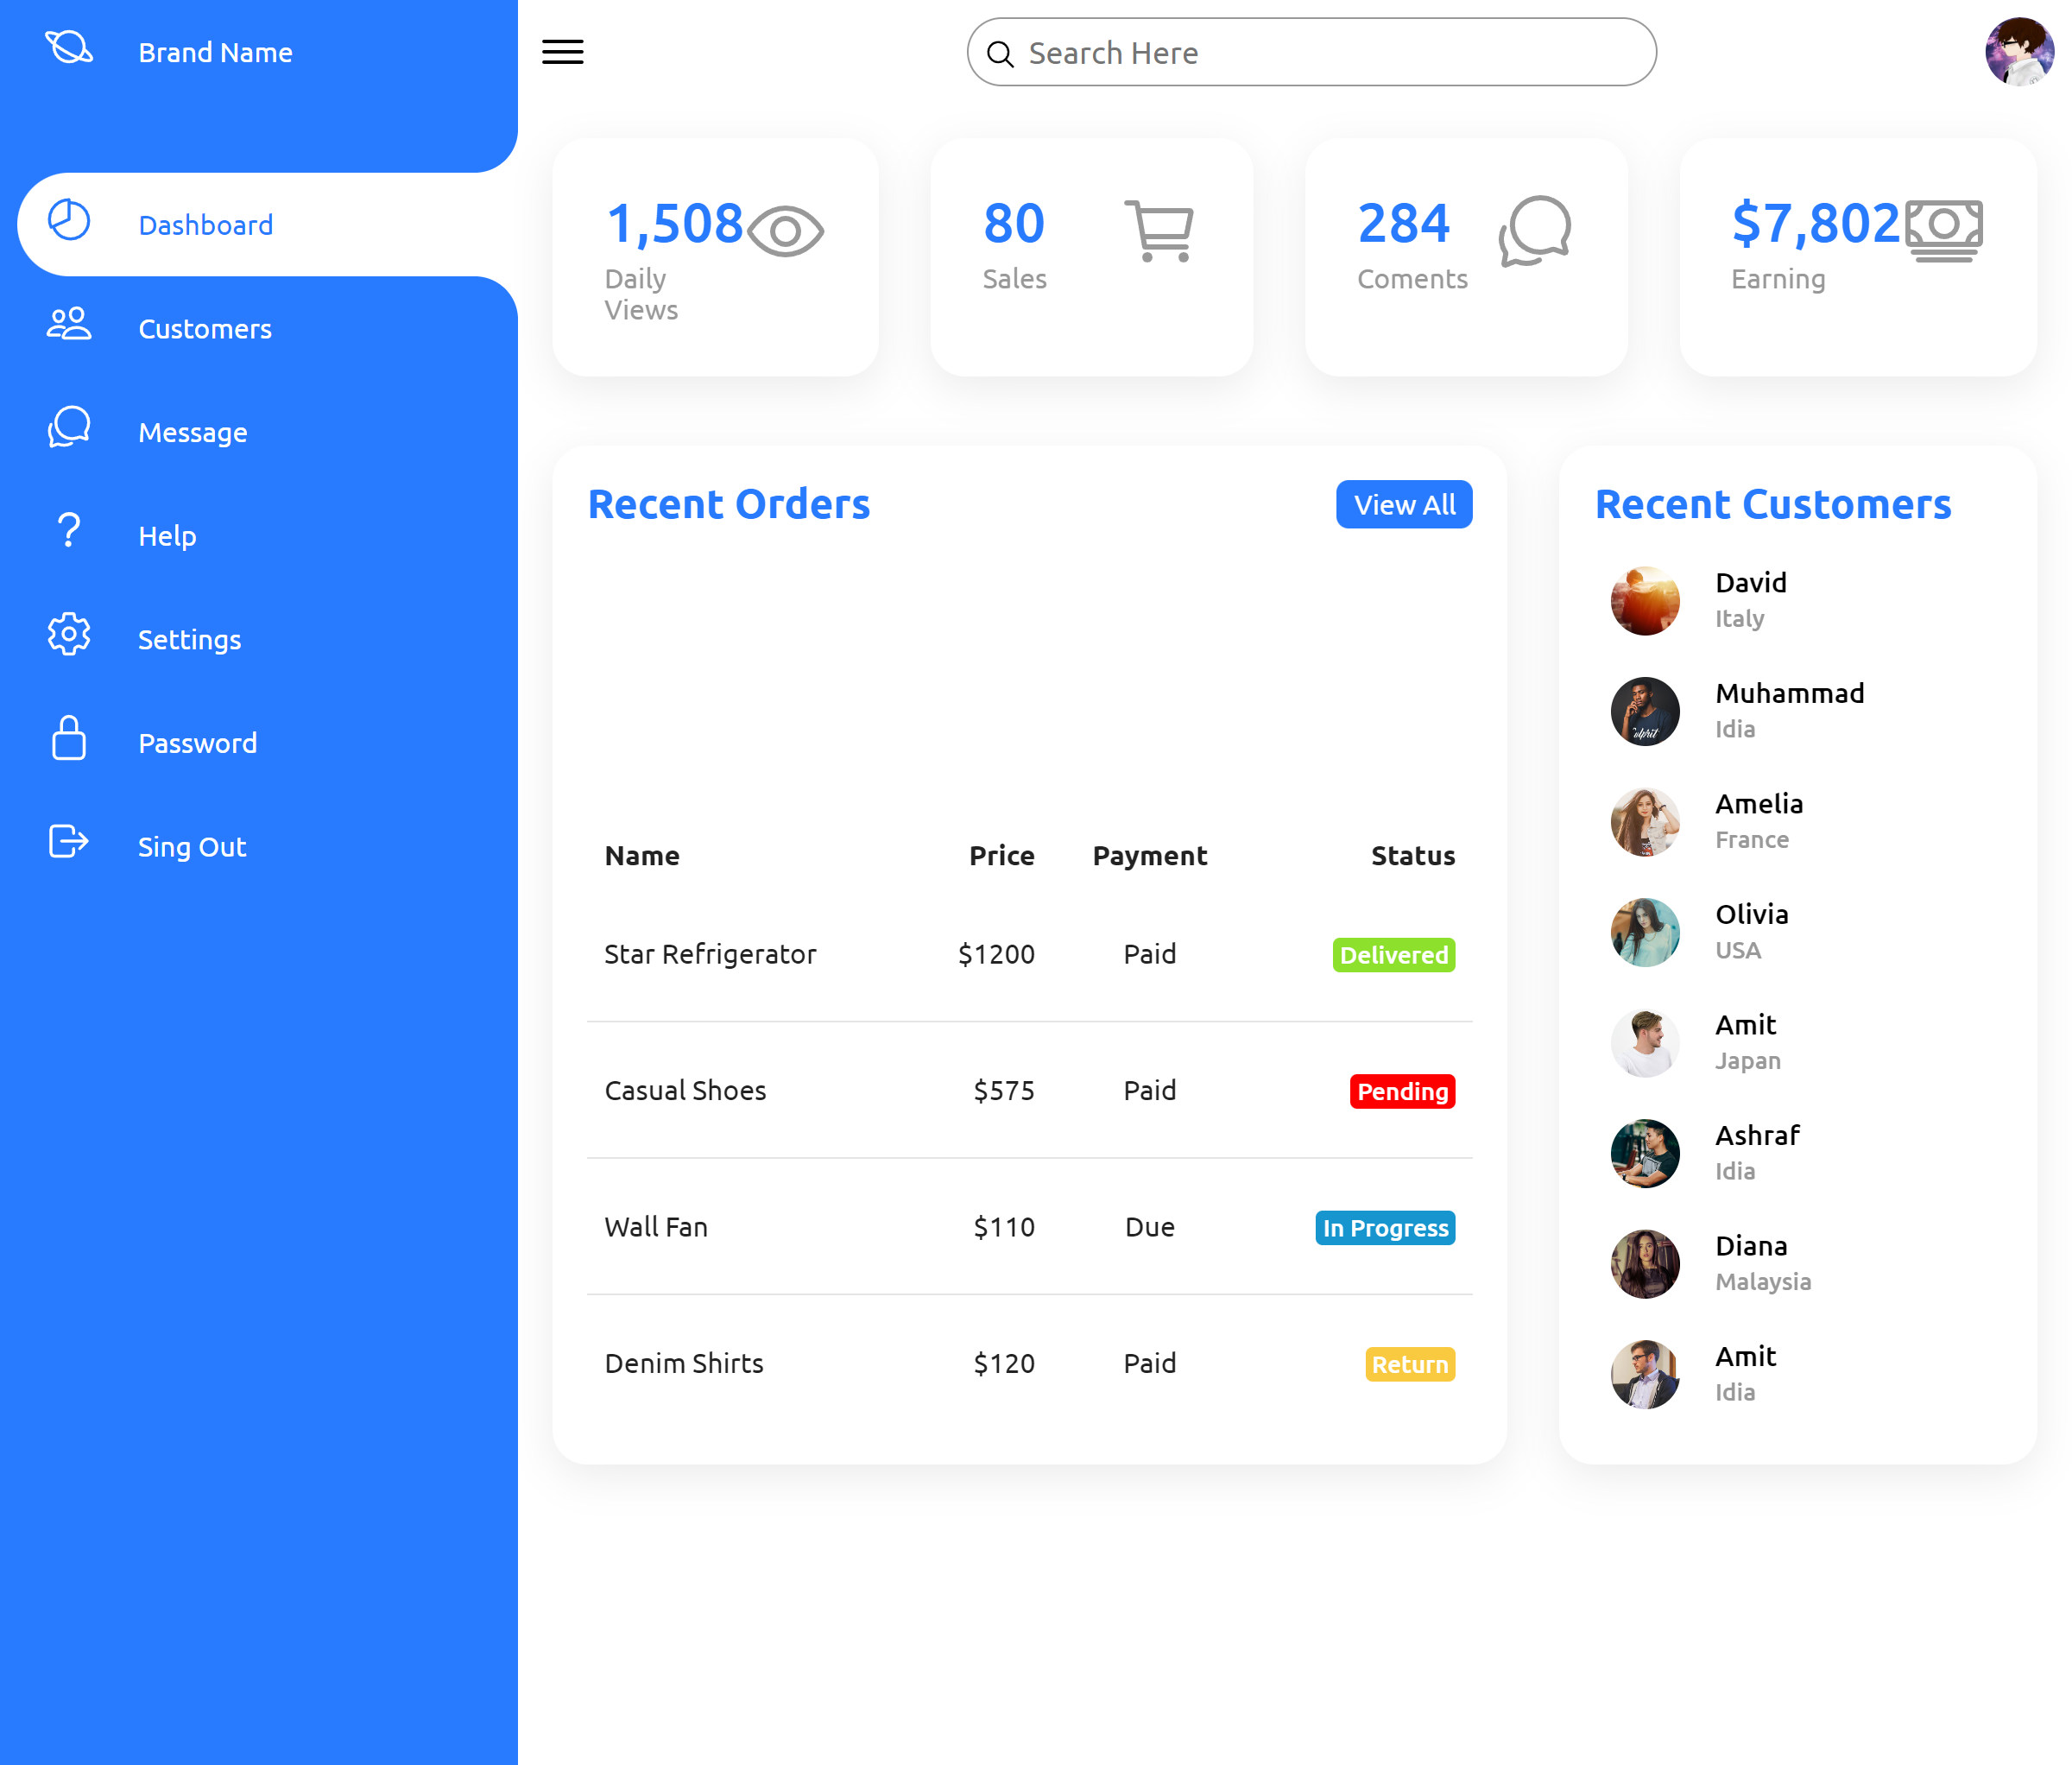 Brand Name
Search Here
Dashboard
Customers
Message
Help
Settings
Password
Sing Out
1,508
Daily
Views
80
Sales
284
Coments
$7,802
Earning
Recent Orders
View All
Name Price Payment Status
Star Refrigerator $1200 Paid Delivered
Casual Shoes $575 Paid Pending
Wall Fan $110 Due In Progress
Denim Shirts $120 Paid Return
Recent Customers
David
Italy
Muhammad
Idia
Amelia
France
Olivia
USA
Amit
Japan
Ashraf
Idia
Diana
Malaysia
Amit
Idia